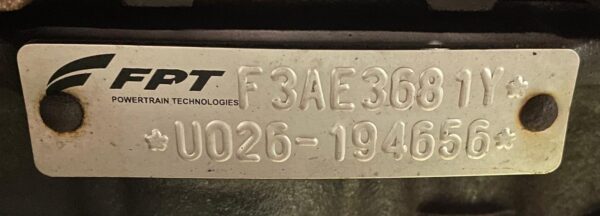 FPT F3AE3681Y*
POWERTRAIN TECHNOLOGIES
*U026-194656*